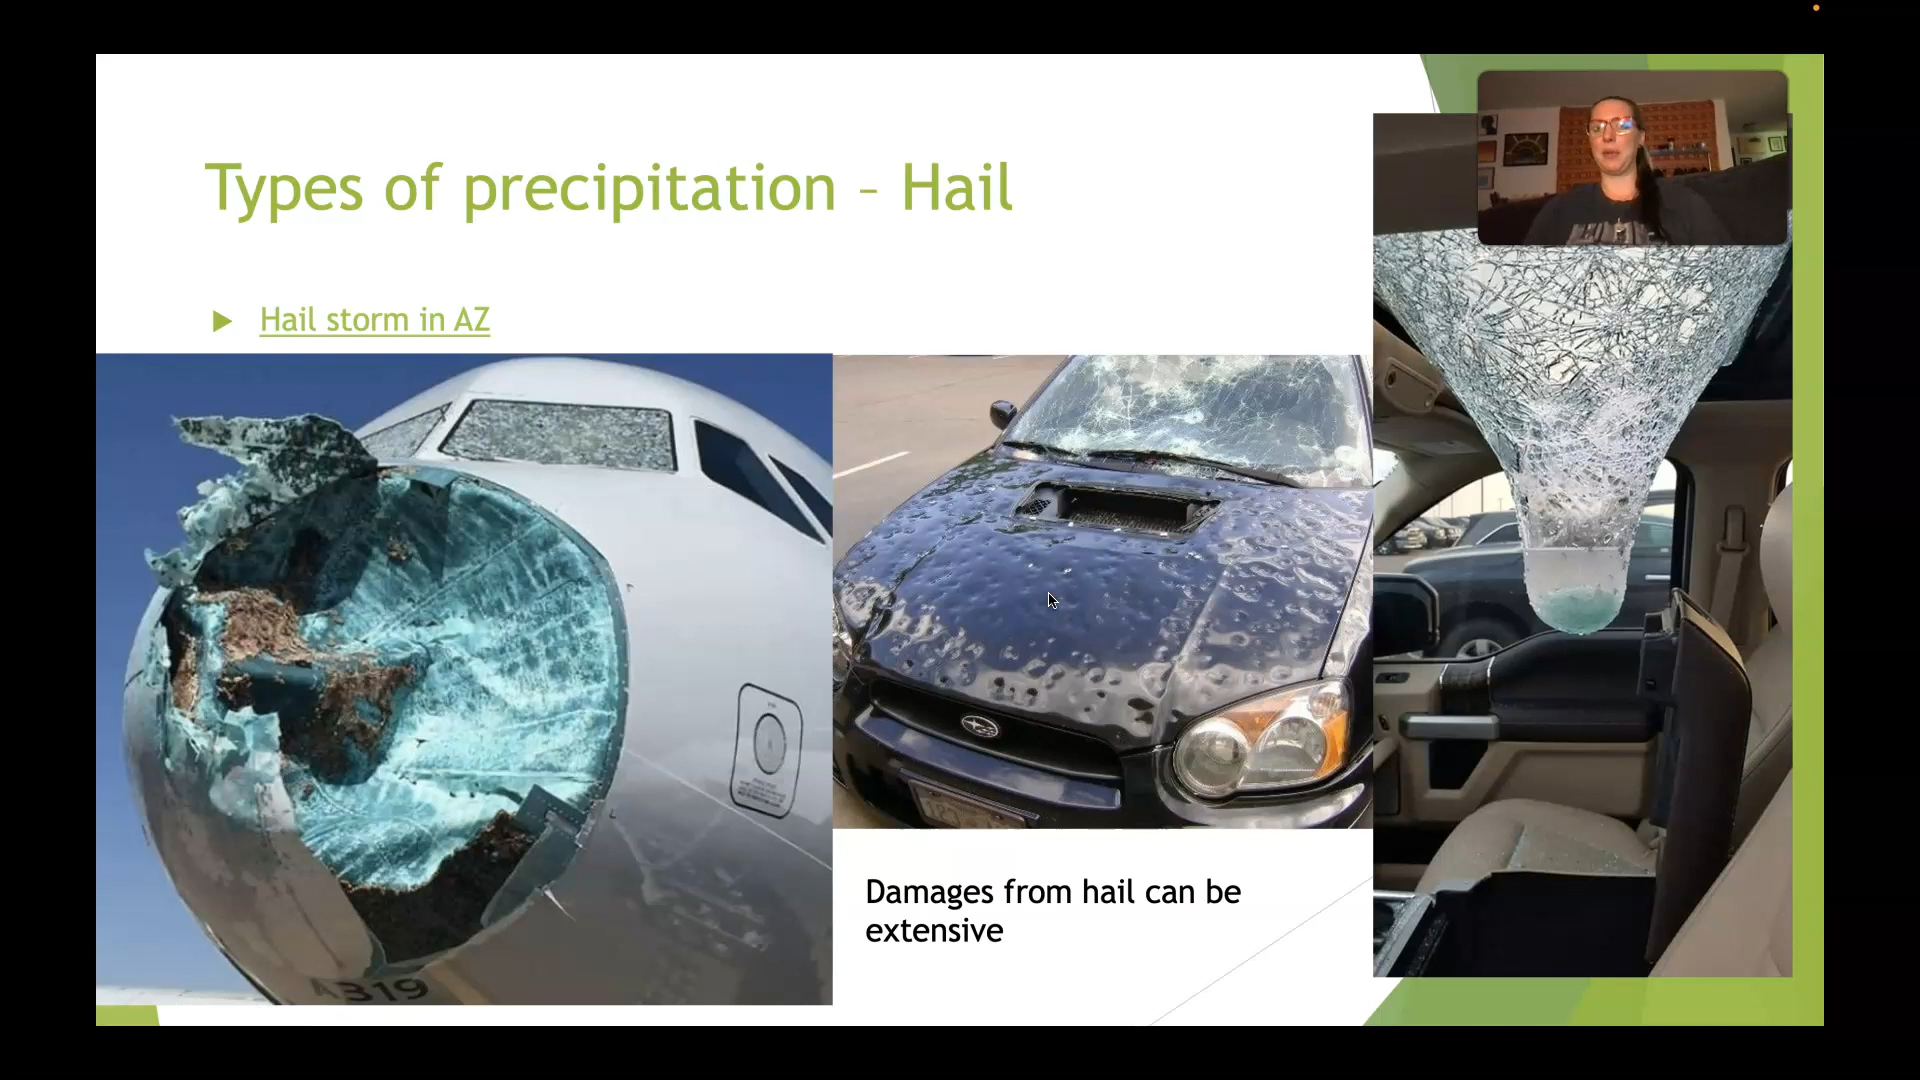 Types of precipitation – Hail
Hail storm in AZ
A319
Damages from hail can be
extensive